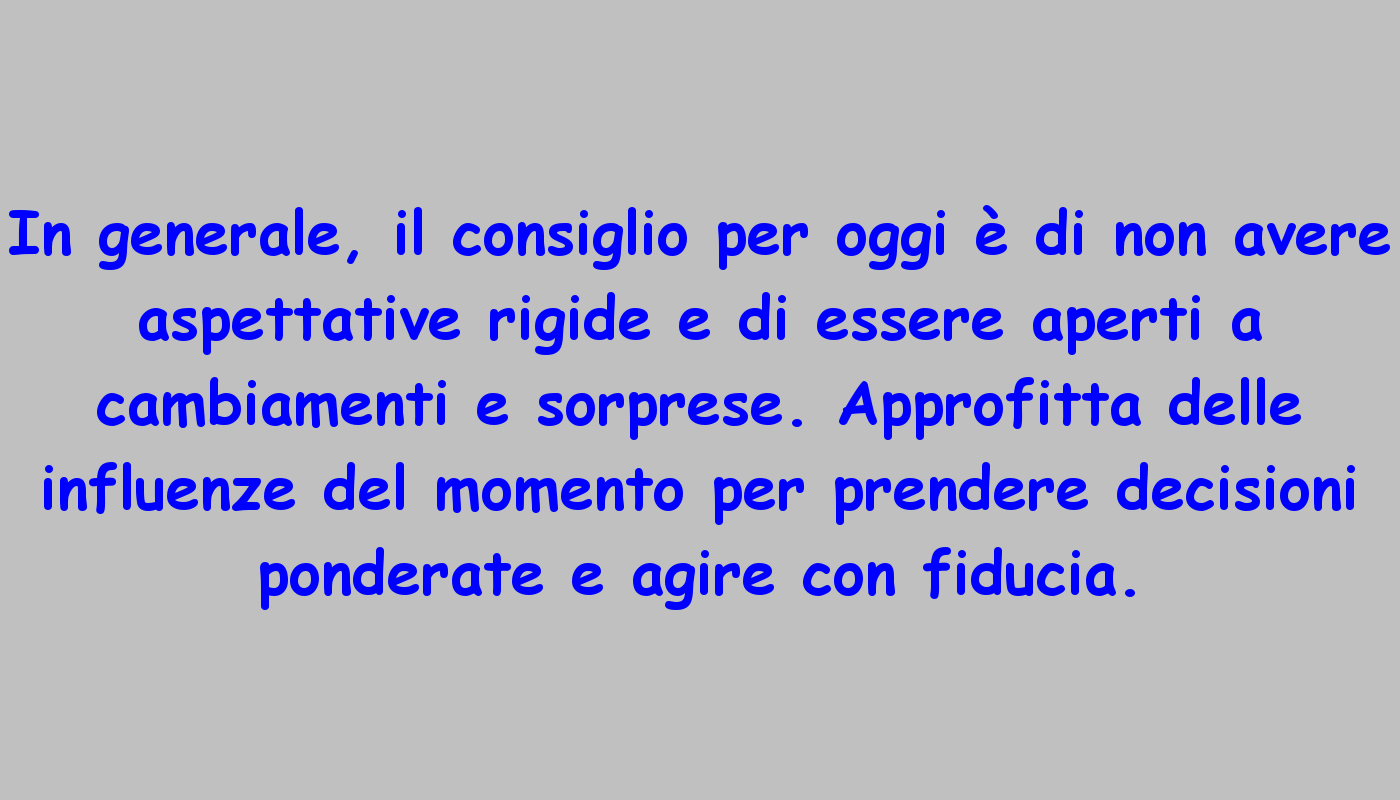 In generale, il consiglio per oggi è di non avere
aspettative rigide e di essere aperti a
cambiamenti e sorprese. Approfitta delle
influenze del momento per prendere decisioni
ponderate e agire con fiducia.